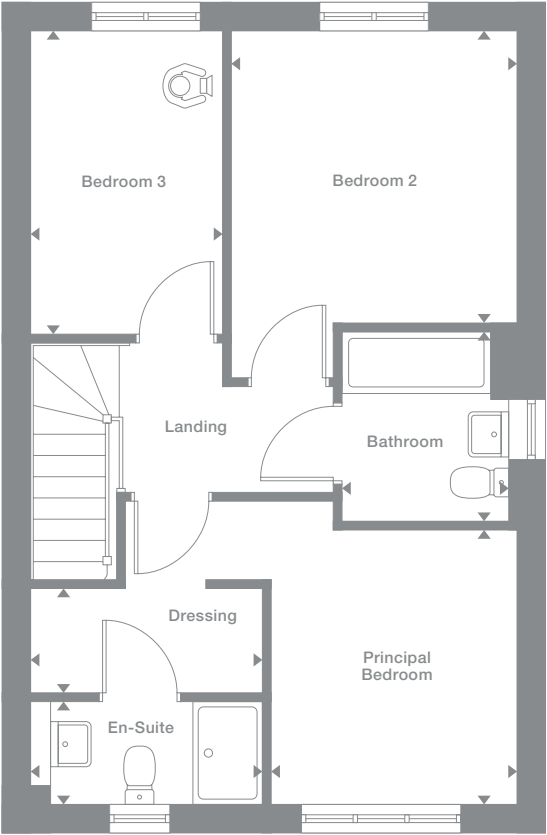 Bedroom 3
Bedroom 2
Landing
Bathroom
Dressing
Principal
Bedroom
En-Suite